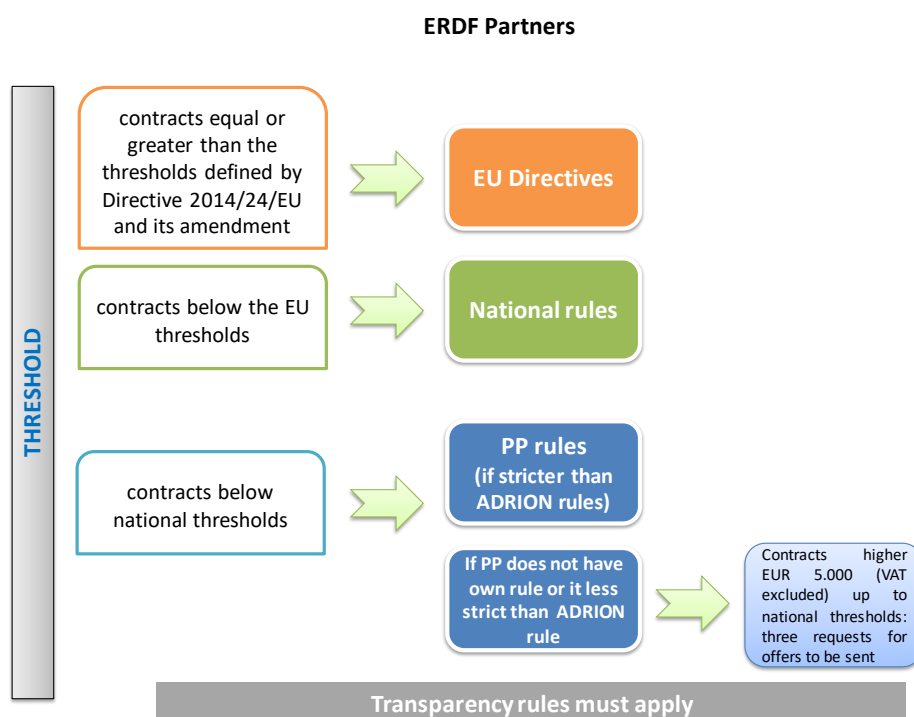 ERDF Partners
THRESHOLD
contracts equal or
greater than the
thresholds defined by
Directive 2014/24/EU
and its amendment
EU Directives
contracts below the EU
thresholds
National rules
contracts below
national thresholds
PP rules
(if stricter than
ADRION rules)
If PP does not have
own rule or it less
strict than ADRION
rule
Contracts higher
EUR 5.000 (VAT
excluded) up to
national thresholds:
three requests for
offers to be sent
Transparency rules must apply